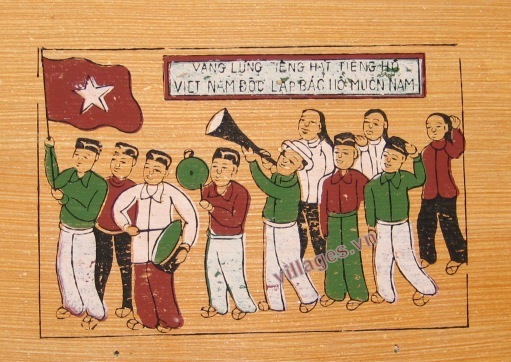 VANG LỪNG TIẾNG HÁT TIẾNG HÔ
VIỆT NAM ĐỘC LẬP BÁC HỒ MUÔN NĂM
villages.vn